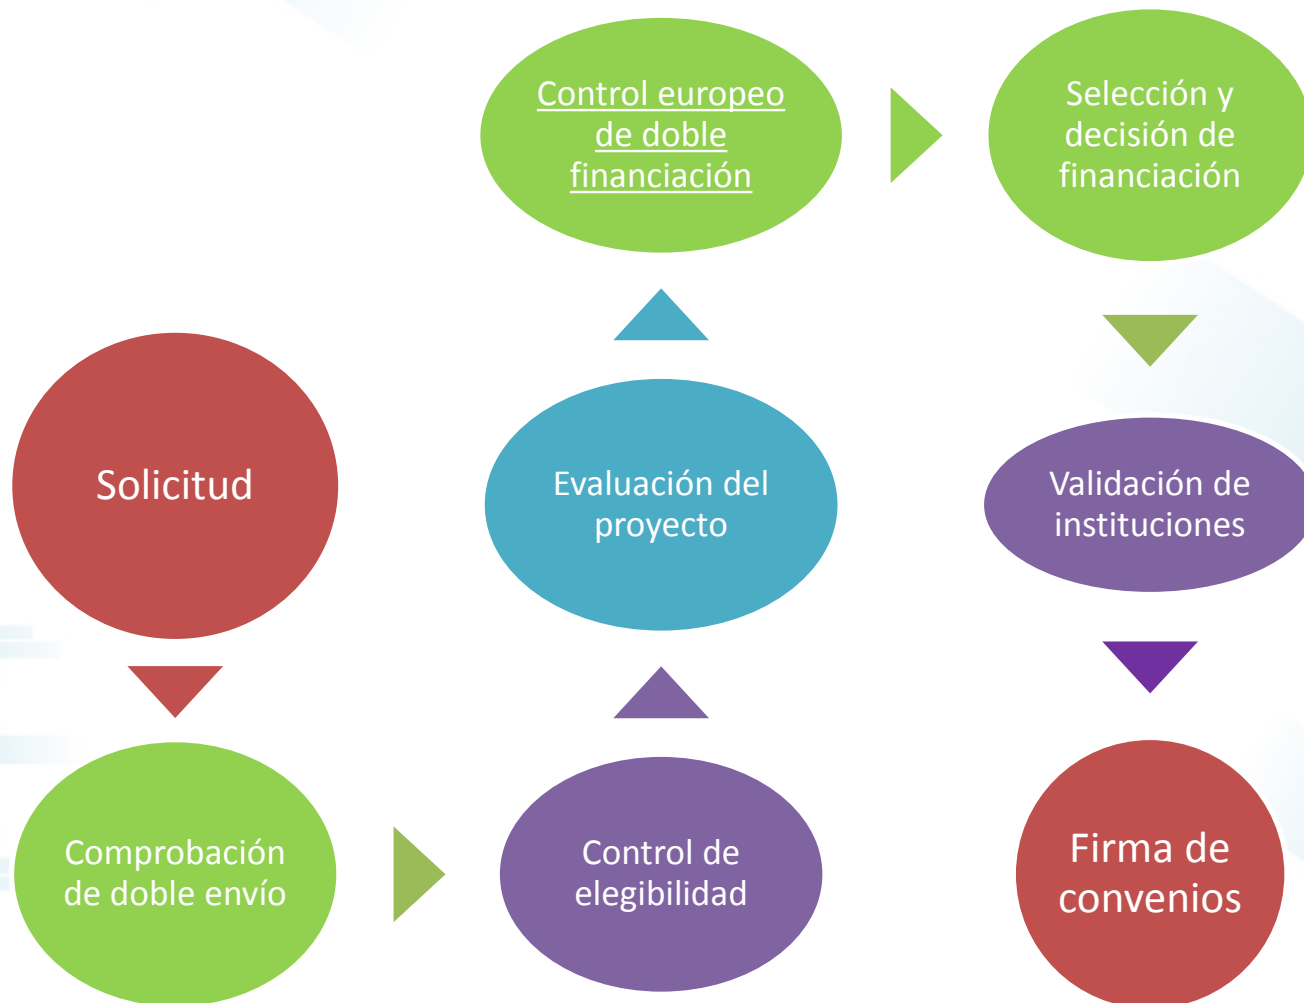 Solicitud
Comprobación
de doble envío
Control de
elegibilidad
Evaluación del
proyecto
Control europeo
de doble
financiación
Selección y
decisión de
financiación
Validación de
instituciones
Firma de
convenios